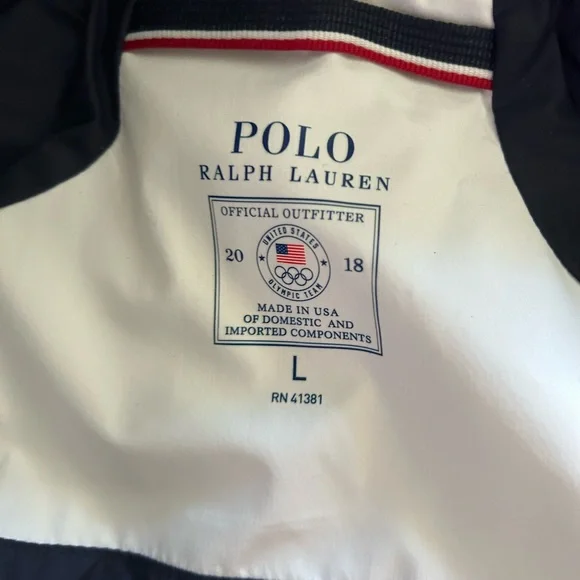 POLO
RALPH LAUREN
OFFICIAL OUTFITTER
UNITED STATES
20 18
OLYMPIC TEAM
MADE IN USA
OF DOMESTIC AND
IMPORTED COMPONENTS
L
RN 41381